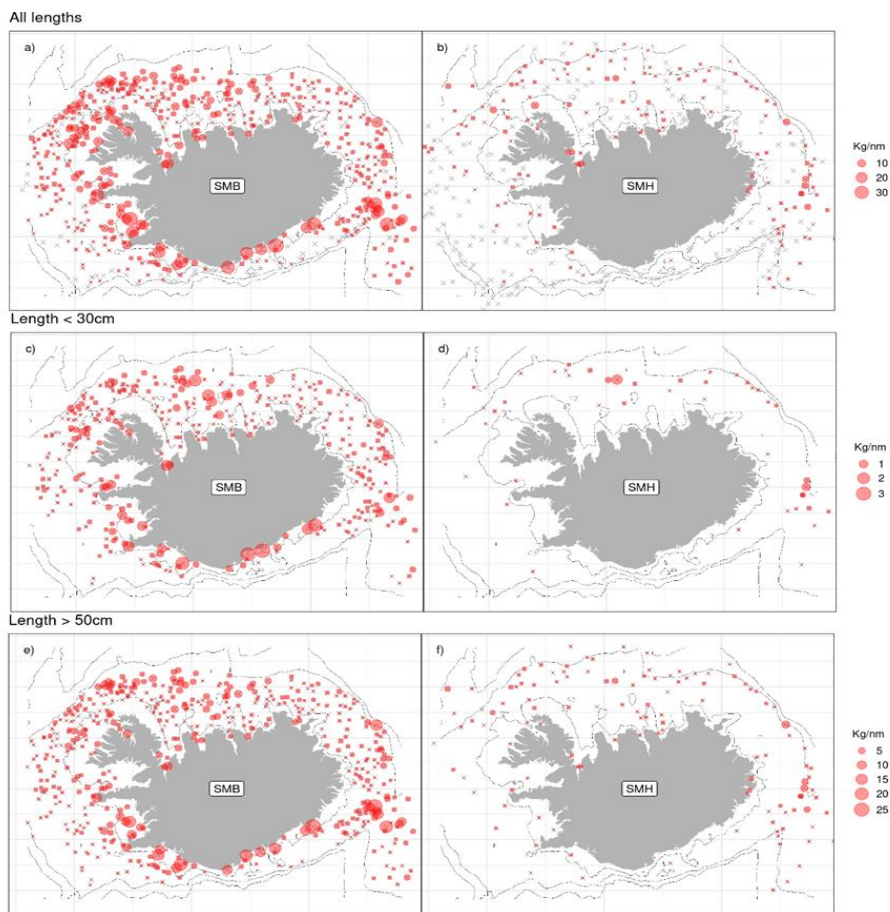 All lengths
a)
b)
SMB
SMH
Kg/nm
10
20
30
Length < 30cm
c)
d)
SMB
SMH
Kg/nm
1
2
3
Length > 50cm
e)
f)
SMB
SMH
Kg/nm
5
10
15
20
25